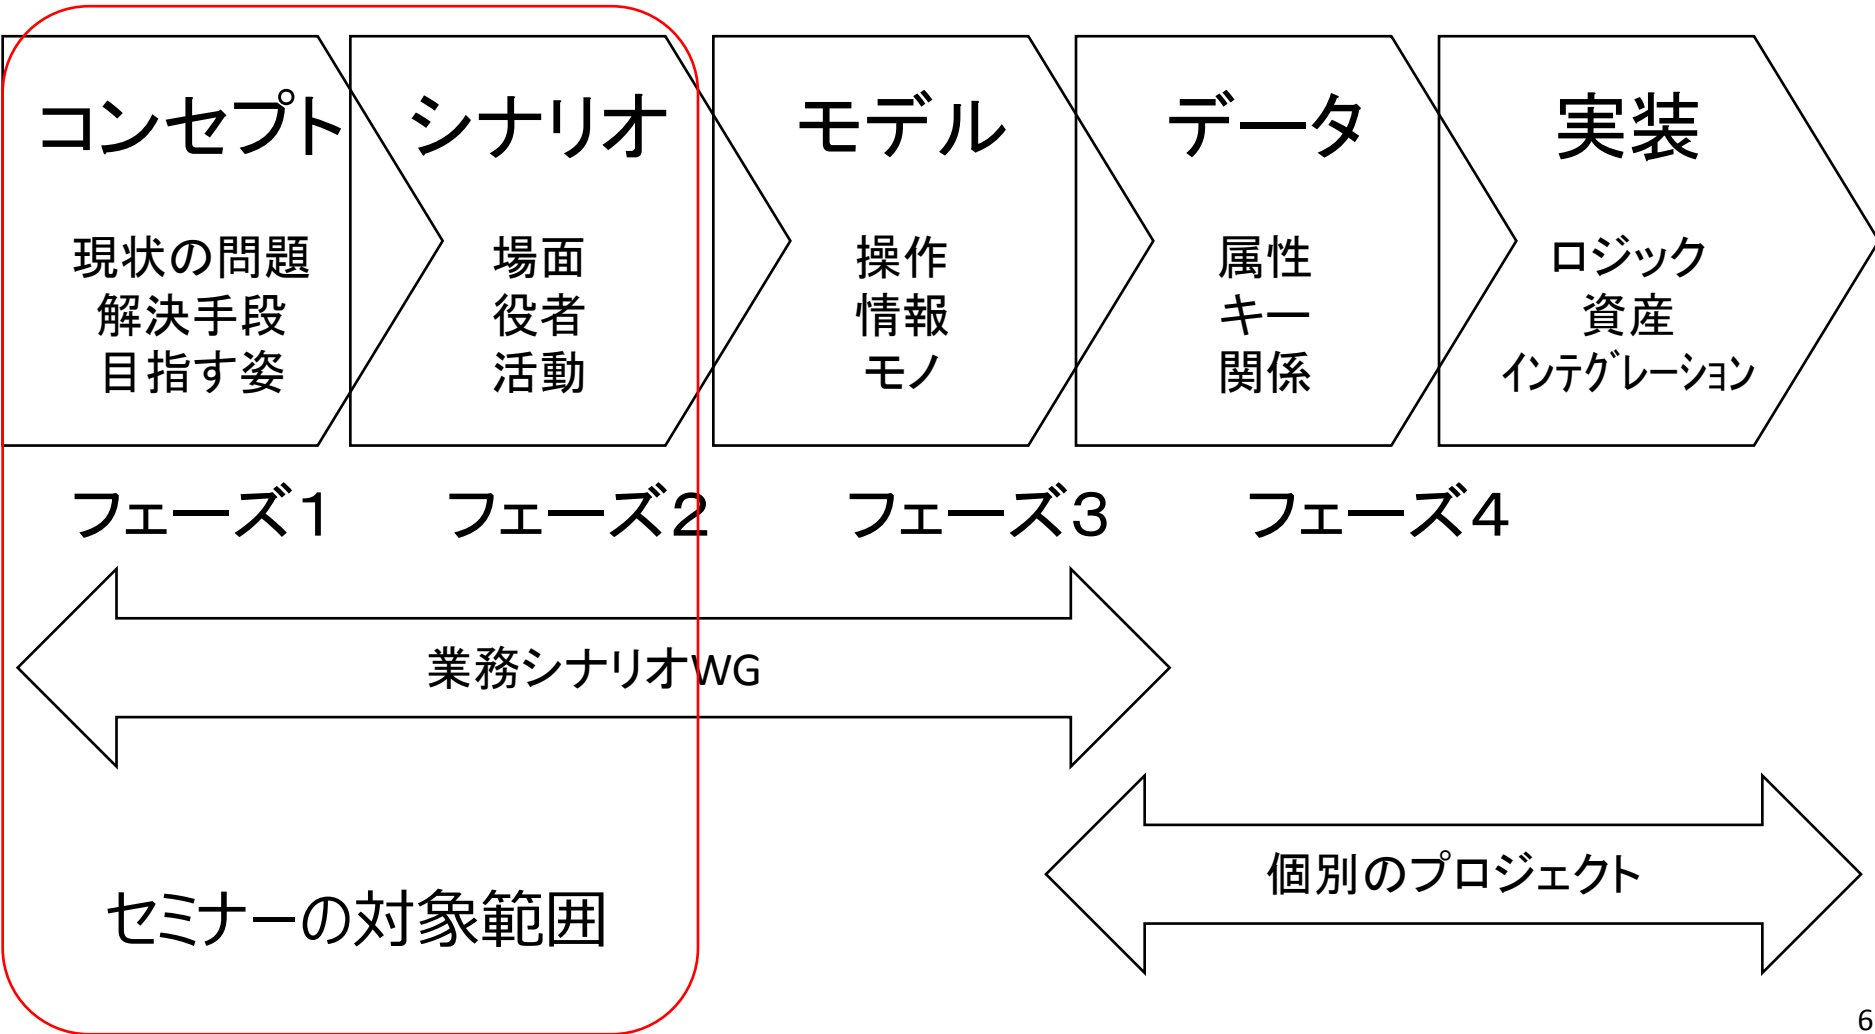 コンセプト
現状の問題
解決手段
目指す姿
シナリオ
場面
役者
活動
モデル
操作
情報
モノ
データ
属性
キー
関係
実装
ロジック
資産
インテグレーション
フェーズ1
フェーズ2
フェーズ3
フェーズ4
業務シナリオWG
個別のプロジェクト
セミナーの対象範囲
6